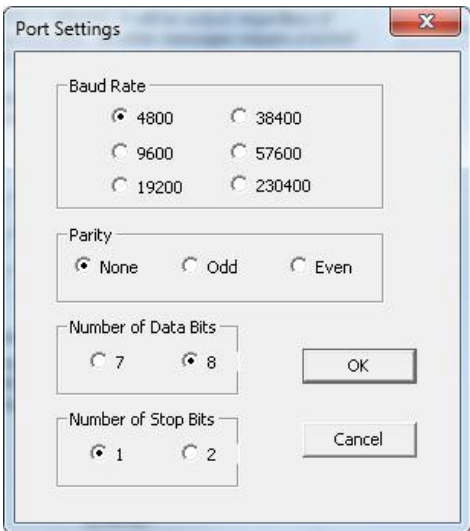 Port Settings
Baud Rate
4800 38400
9600 57600
19200 230400
Parity
None Odd Even
Number of Data Bits
7 8
OK
Number of Stop Bits
1 2
Cancel